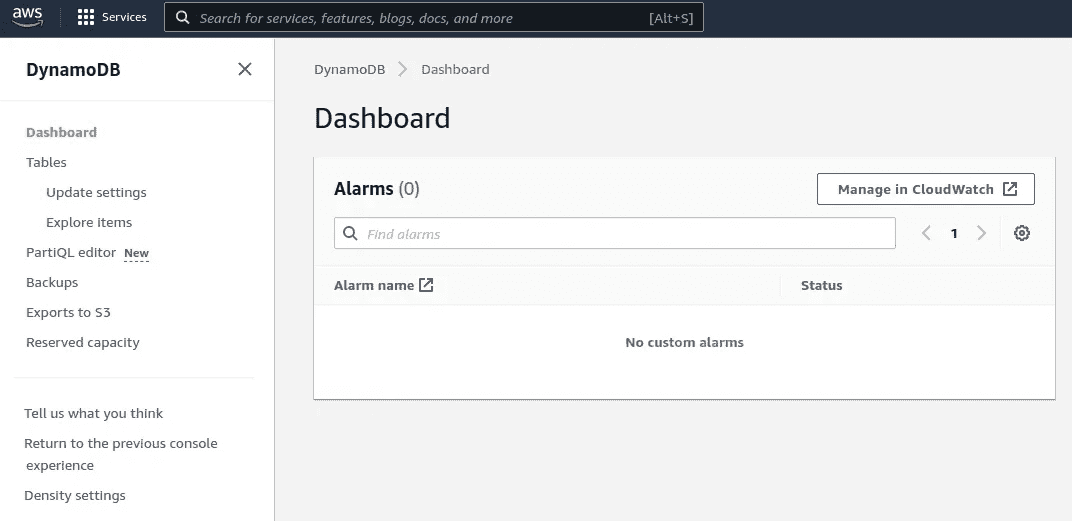 aws Services Search for services, features, blogs, docs, and more [Alt+S]
DynamoDB
Dashboard
Tables
Update settings
Explore items
PartiQL editor New
Backups
Exports to S3
Reserved capacity
Tell us what you think
Return to the previous console
experience
Density settings
DynamoDB Dashboard
Dashboard
Alarms (0) Manage in CloudWatch
Find alarms 1
Alarm name Status
No custom alarms